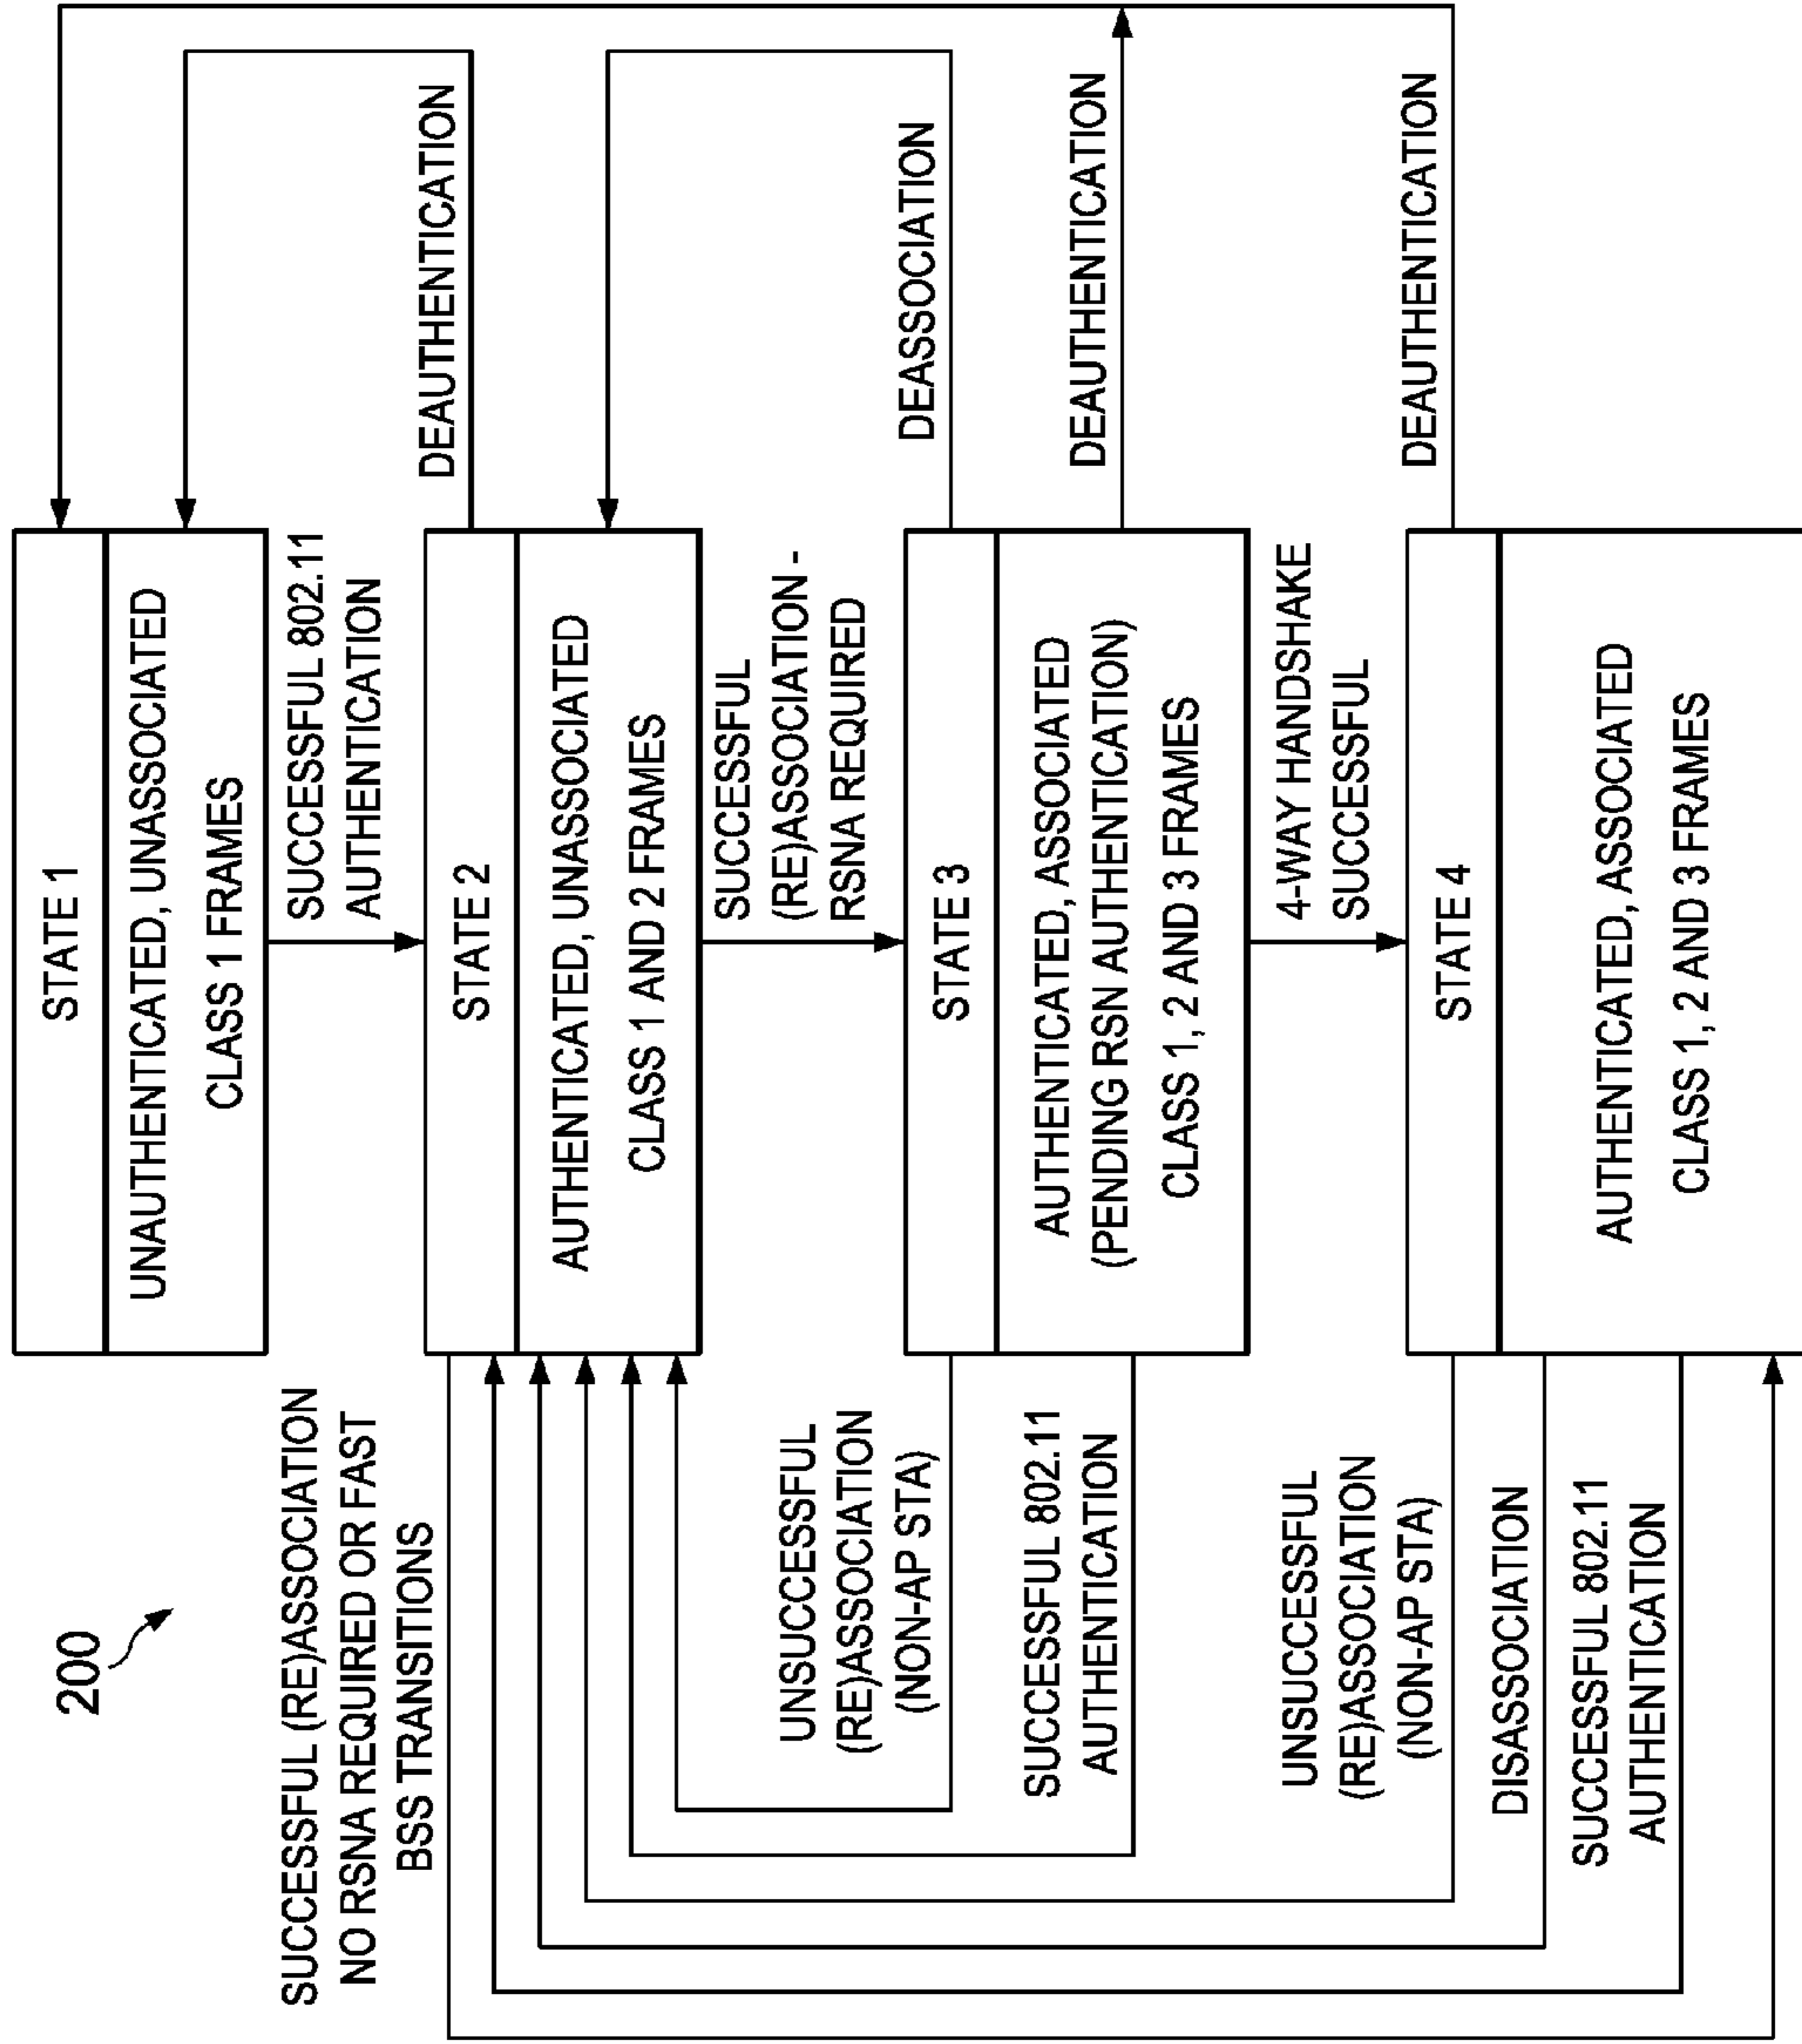 200
STATE 1
UNAUTHENTICATED, UNASSOCIATED
CLASS 1 FRAMES
SUCCESSFUL 802.11
AUTHENTICATION
DEAUTHENTICATION
SUCCESSFUL (RE)ASSOCIATION
NO RSNA REQUIRED OR FAST
BSS TRANSITIONS
STATE 2
AUTHENTICATED, UNASSOCIATED
CLASS 1 AND 2 FRAMES
SUCCESSFUL
(RE)ASSOCIATION -
RSNA REQUIRED
DEASSOCIATION
UNSUCCESSFUL
(RE)ASSOCIATION
(NON-AP STA)
STATE 3
AUTHENTICATED, ASSOCIATED
(PENDING RSN AUTHENTICATION)
CLASS 1, 2 AND 3 FRAMES
DEAUTHENTICATION
SUCCESSFUL 802.11
AUTHENTICATION
4-WAY HANDSHAKE
SUCCESSFUL
DEAUTHENTICATION
UNSUCCESSFUL
(RE)ASSOCIATION
(NON-AP STA)
STATE 4
AUTHENTICATED, ASSOCIATED
CLASS 1, 2 AND 3 FRAMES
DISASSOCIATION
SUCCESSFUL 802.11
AUTHENTICATION